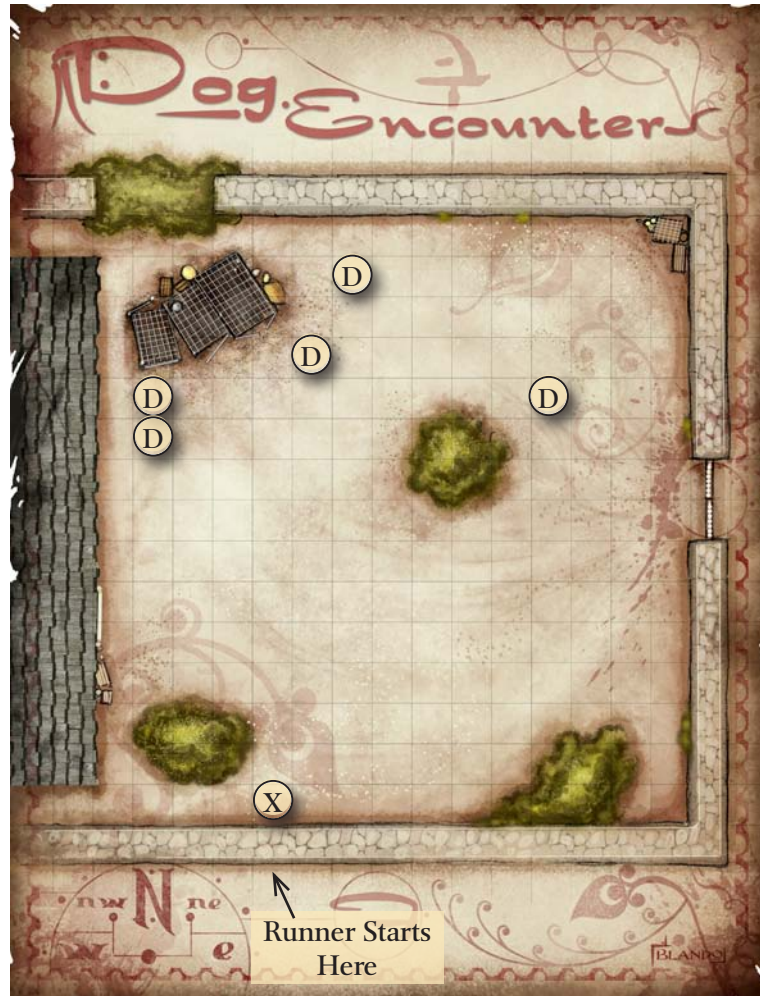 Dog Encounter
D
D
D
D
D
X
nw N ne
w e
Runner Starts
Here
BLANDO